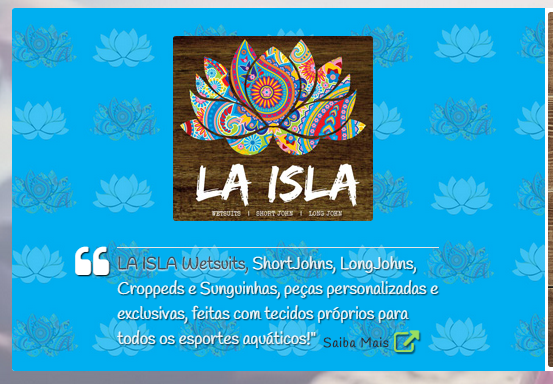 LA ISLA
WETSUITS | SHORT JOHN | LONG JOHN
LA ISLA Wetsuits, ShortJohns, LongJohns,
Croppeds e Sunguinhas, peças personalizadas e
exclusivas, feitas com tecidos próprios para
todos os esportes aquáticos!"
Saiba Mais